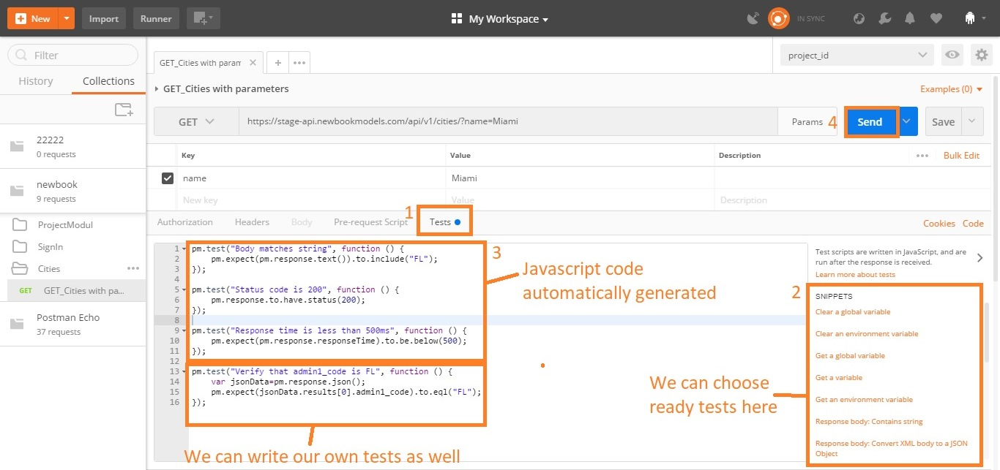 New
Import
Runner
My Workspace
IN SYNC
Filter
History
Collections
22222
0 requests
newbook
9 requests
ProjectModul
SignIn
Cities
GET GET_Cities with pa...
Postman Echo
37 requests
GET_Cities with param
project_id
GET_Cities with parameters
Examples (0)
GET
https://stage-api.newbookmodels.com/api/v1/cities/?name=Miami
Params
4
Send
Save
Key Value Description
Bulk Edit
name Miami
New key Value Description
1
Authorization Headers Body Pre-request Script Tests
Cookies Code
1 pm.test("Body matches string", function () {
2 pm.expect(pm.response.text()).to.include("FL");
3 });
4
5 pm.test("Status code is 200", function () {
6 pm.response.to.have.status(200);
7 });
8
9 pm.test("Response time is less than 500ms", function () {
10 pm.expect(pm.response.responseTime).to.be.below(500);
11 });
12
13 pm.test("Verify that admin1_code is FL", function () {
14 var jsonData=pm.response.json();
15 pm.expect(jsonData.results[0].admin1_code).to.eql("FL");
16 });
3
Javascript code
automatically generated
We can write our own tests as well
We can choose
ready tests here
Test scripts are written in JavaScript, and are
run after the response is received.
Learn more about tests
2
SNIPPETS
Clear a global variable
Clear an environment variable
Get a global variable
Get a variable
Get an environment variable
Response body: Contains string
Response body: Convert XML body to a JSON
Object